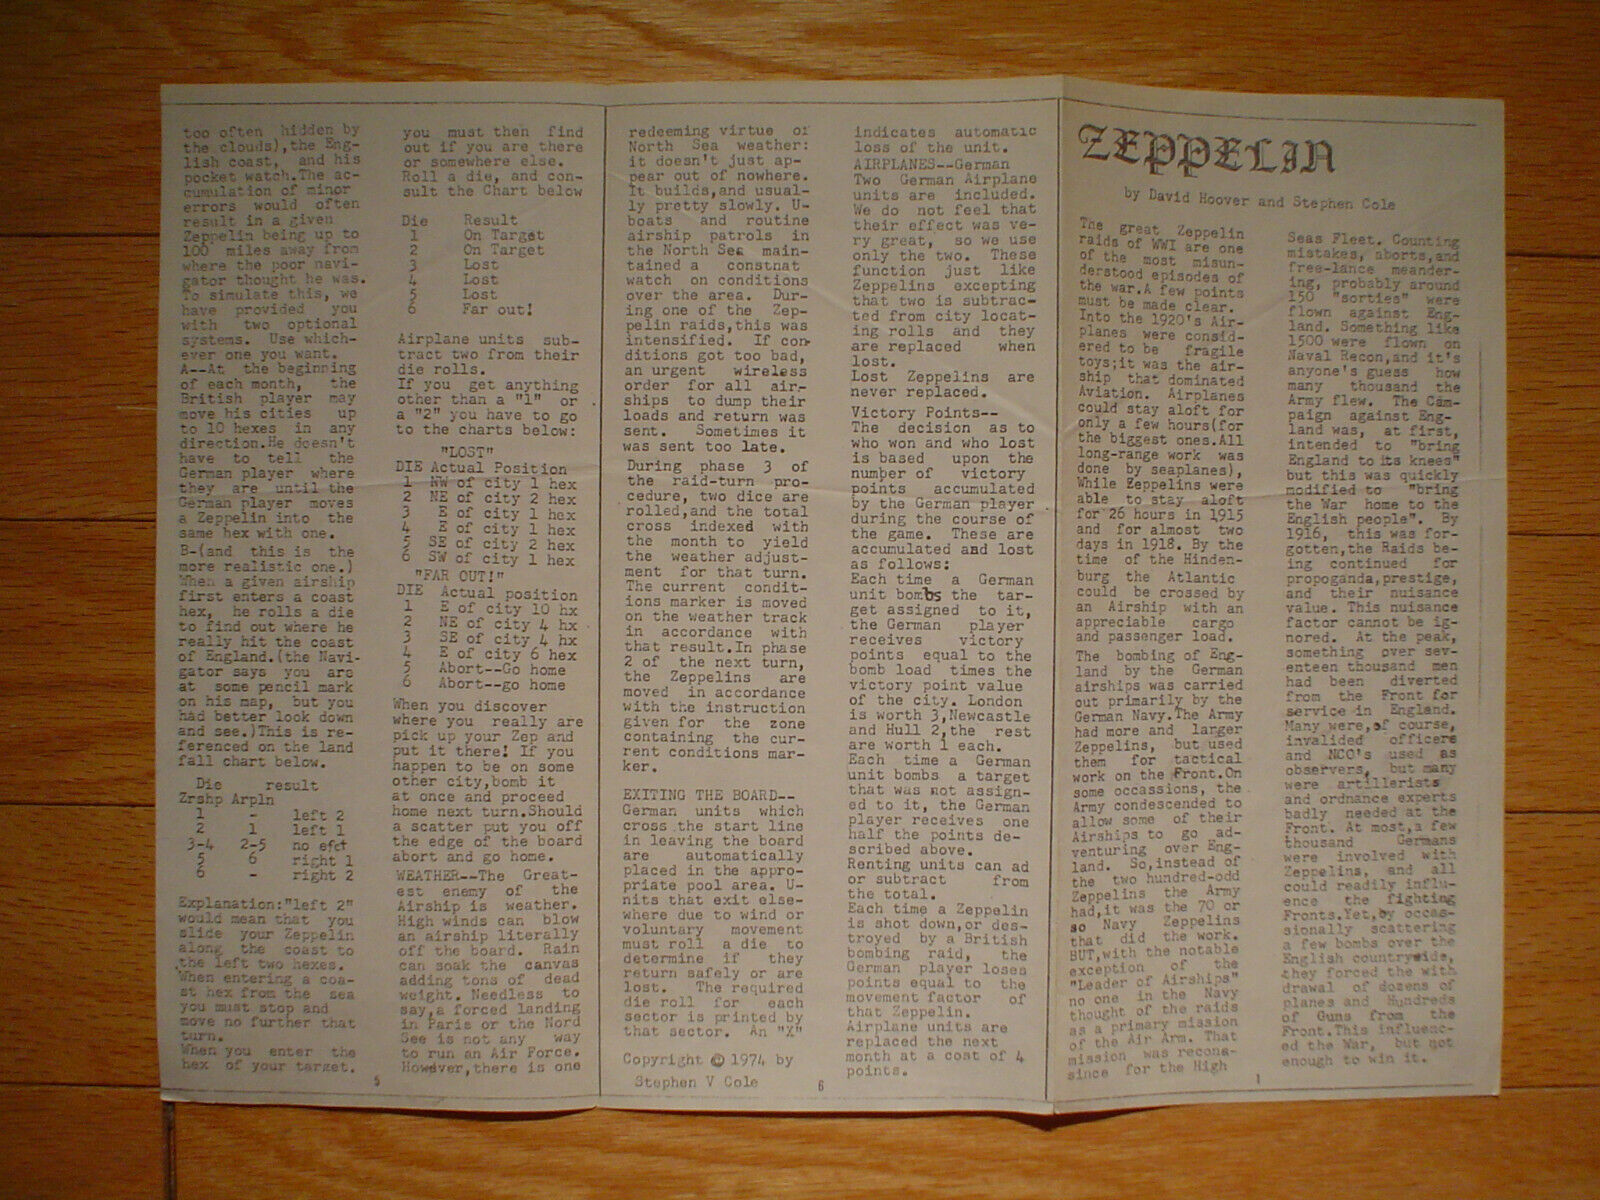 too often hidden by
the clouds),the Eng-
lish coast, and his
pocket watch.The ac-
cumulation of minor
errors would often
result in a given
Zeppelin being up to
100 miles away from
where the poor navi-
gator thought he was.
To simulate this, we
have provided you
with two optional
systems. Use which-
ever one you want.
A--At the beginning
of each month, the
British player may
move his cities up
to 10 hexes in any
direction.He doesn't
have to tell the
German player where
they are until the
German player moves
a Zeppelin into the
same hex with one.
B-(and this is the
more realistic one.)
When a given airship
first enters a coast
hex, he rolls a die
to find out where he
really hit the coast
of England.(the Navi-
gator says you are
at some pencil mark
on his map, but you
had better look down
and see.)This is re-
ferenced on the land
fall chart below.
Die result
Zrshp Arpln
1 - left 2
2 1 left 1
3-4 2-5 no efct
5 6 right 1
6 - right 2
Explanation:"left 2"
would mean that you
slide your Zeppelin
along the coast to
the left two hexes.
When entering a coa-
st hex from the sea
you must stop and
move no further that
turn.
When you enter the
hex of your target.
you must then find
out if you are there
or somewhere else.
Roll a die, and con-
sult the Chart below
Die Result
1 On Target
2 On Target
3 Lost
4 Lost
5 Lost
6 Far out!
Airplane units sub-
tract two from their
die rolls.
If you get anything
other than a "1" or
a "2" you have to go
to the charts below:
"LOST"
DIE Actual Position
1 NW of city 1 hex
2 NE of city 2 hex
3 E of city 1 hex
4 E of city 1 hex
5 SE of city 2 hex
6 SW of city 1 hex
"FAR OUT!"
DIE Actual position
1 E of city 10 hx
2 NE of city 4 hx
3 SE of city 4 hx
4 E of city 6 hex
5 Abort--Go home
6 Abort--go home
When you discover
where you really are
pick up your Zep and
put it there! If you
happen to be on some
other city,bomb it
at once and proceed
home next turn.Should
a scatter put you off
the edge of the board
abort and go home.
WEATHER--The Great-
est enemy of the
Airship is weather.
High winds can blow
an airship literally
off the board. Rain
can soak the canvas
adding tons of dead
weight. Needless to
say,a forced landing
in Paris or the Nord
See is not any way
to run an Air Force.
However,there is one
5
redeeming virtue of
North Sea weather:
it doesn't just ap-
pear out of nowhere.
It builds,and usual-
ly pretty slowly. U-
boats and routine
airship patrols in
the North Sea main-
tained a constnat
watch on conditions
over the area. Dur-
ing one of the Zep-
pelin raids,this was
intensified. If con-
ditions got too bad,
an urgent wireless
order for all air-
ships to dump their
loads and return was
sent. Sometimes it
was sent too late.
During phase 3 of
the raid-turn pro-
cedure, two dice are
rolled,and the total
cross indexed with
the month to yield
the weather adjust-
ment for that turn.
The current condit-
ions marker is moved
on the weather track
in accordance with
that result.In phase
2 of the next turn,
the Zeppelins are
moved in accordance
with the instruction
given for the zone
containing the cur-
rent conditions mar-
ker.
EXITING THE BOARD--
German units which
cross the start line
in leaving the board
are automatically
placed in the appro-
priate pool area. U-
nits that exit else-
where due to wind or
voluntary movement
must roll a die to
determine if they
return safely or are
lost. The required
die roll for each
sector is printed by
that sector. An "X"
Copyright © 1974 by
Stephen V Cole
indicates automatic
loss of the unit.
AIRPLANES--German
Two German Airplane
units are included.
We do not feel that
their effect was ve-
ry great, so we use
only the two. These
function just like
Zeppelins excepting
that two is subtrac-
ted from city locat-
ing rolls and they
are replaced when
lost.
Lost Zeppelins are
never replaced.
Victory Points--
The decision as to
who won and who lost
is based upon the
number of victory
points accumulated
by the German player
during the course of
the game. These are
accumulated and lost
as follows:
Each time a German
unit bombs the tar-
get assigned to it,
the German player
receives victory
points equal to the
bomb load times the
victory point value
of the city. London
is worth 3,Newcastle
and Hull 2,the rest
are worth 1 each.
Each time a German
unit bombs a target
that was not assign-
ed to it, the German
player receives one
half the points de-
scribed above.
Renting units can ad
or subtract from
the total.
Each time a Zeppelin
is shot down,or des-
troyed by a British
bombing raid, the
German player loses
points equal to the
movement factor of
that Zeppelin.
Airplane units are
replaced the next
month at a cost of 4
points.
6
ZEPPELIN
by David Hoover and Stephen Cole
The great Zeppelin
raids of WWI are one
of the most misun-
derstood episodes of
the war.A few points
must be made clear.
Into the 1920's Air-
planes were consid-
ered to be fragile
toys;it was the air-
ship that dominated
Aviation. Airplanes
could stay aloft for
only a few hours(for
the biggest ones.All
long-range work was
done by seaplanes),
While Zeppelins were
able to stay aloft
for 26 hours in 1915
and for almost two
days in 1918. By the
time of the Hinden-
burg the Atlantic
could be crossed by
an Airship with an
appreciable cargo
and passenger load.
The bombing of Eng-
land by the German
airships was carried
out primarily by the
German Navy.The Army
had more and larger
Zeppelins, but used
them for tactical
work on the Front.On
some occassions, the
Army condescended to
allow some of their
Airships to go ad-
venturing over Eng-
land. So,instead of
the two hundred-odd
Zeppelins the Army
had,it was the 70 or
so Navy Zeppelins
that did the work.
BUT,with the notable
exception of the
"Leader of Airships"
no one in the Navy
thought of the raids
as a primary mission
of the Air Arm. That
mission was recona-
since for the High
Seas Fleet. Counting
mistakes, aborts,and
free-lance meander-
ing, probably around
150 "sorties" were
flown against Eng-
land. Something like
1500 were flown on
Naval Recon,and it's
anyone's guess how
many thousand the
Army flew. The Cam-
paign against Eng-
land was, at first,
intended to "bring
England to its knees"
but this was quickly
modified to "bring
the War home to the
English people". By
1916, this was for-
gotten,the Raids be-
ing continued for
propoganda,prestige,
and their nuisance
value. This nuisance
factor cannot be ig-
nored. At the peak,
something over sev-
enteen thousand men
had been diverted
from the Front for
service in England.
Many were,of course,
invalided officers
and NCO's used as
observers, but many
were artillerists
and ordnance experts
badly needed at the
Front. At most,a few
thousand Germans
were involved with
Zeppelins, and all
could readily influ-
ence the fighting
Fronts.Yet,by occas-
sionally scattering
a few bombs over the
English countrywide,
they forced the with
drawal of dozens of
planes and Hundreds
of Guns from the
Front.This influenc-
ed the War, but not
enough to win it.
1